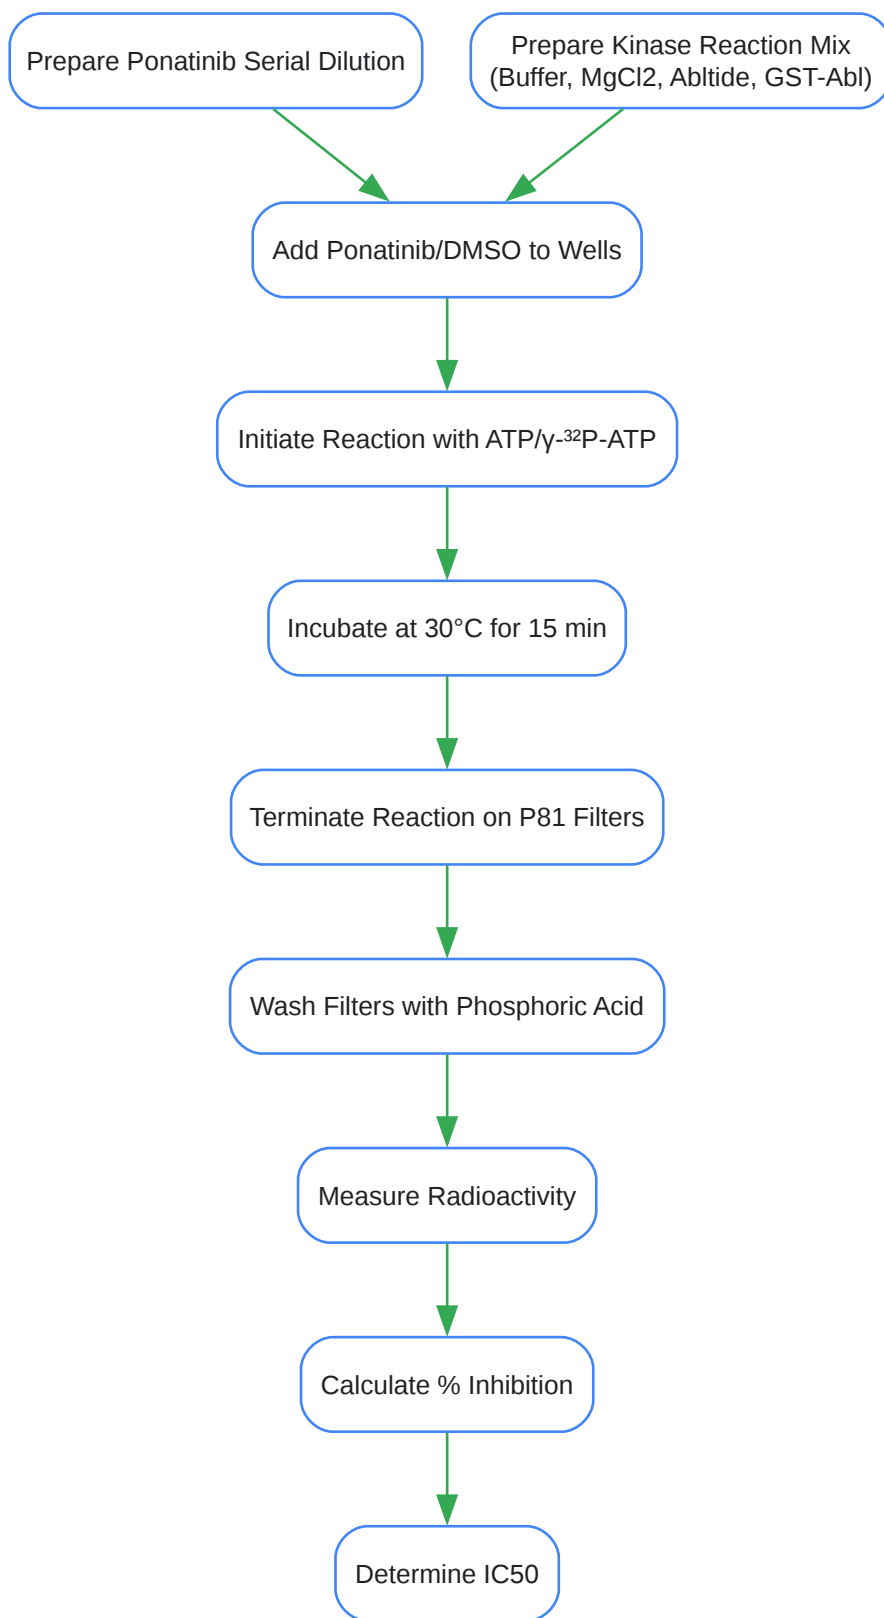 Prepare Ponatinib Serial Dilution
Prepare Kinase Reaction Mix
(Buffer, MgCl2, Abltide, GST-Abl)
Add Ponatinib/DMSO to Wells
Initiate Reaction with ATP/γ-³²P-ATP
Incubate at 30°C for 15 min
Terminate Reaction on P81 Filters
Wash Filters with Phosphoric Acid
Measure Radioactivity
Calculate % Inhibition
Determine IC50